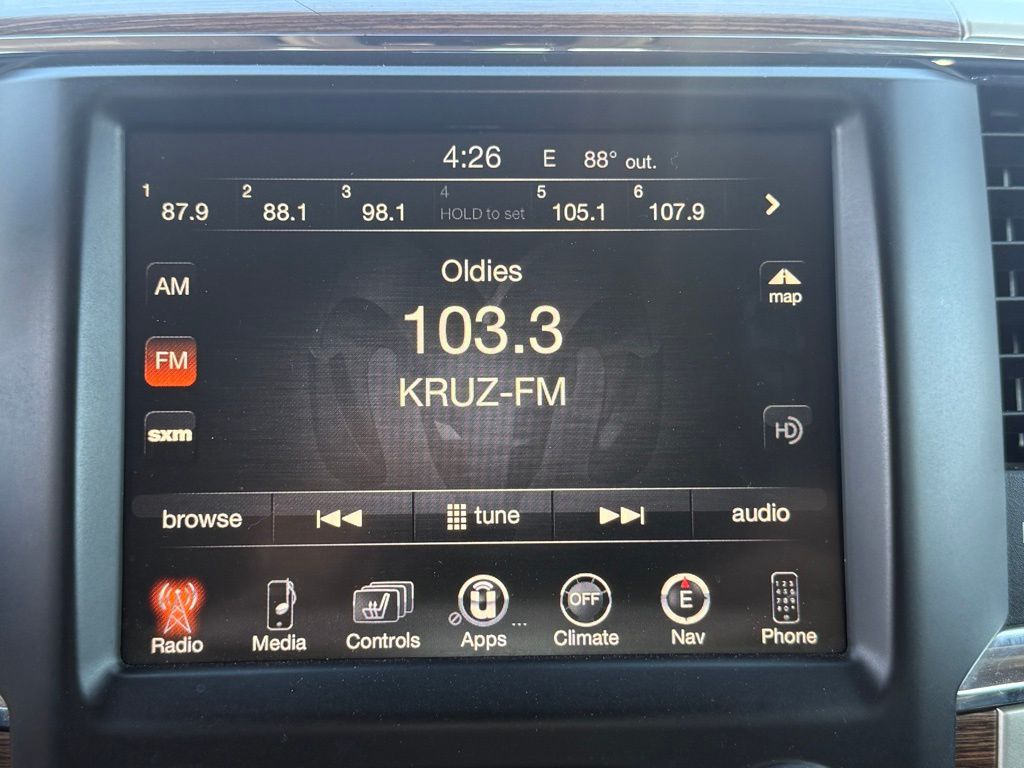 4:26 E 88° out.
1 87.9 2 88.1 3 98.1 4 HOLD to set 5 105.1 6 107.9
Oldies
AM
map
103.3
FM
KRUZ-FM
sxm
HD
browse tune audio
OFF E
Radio Media Controls Apps ... Climate Nav Phone